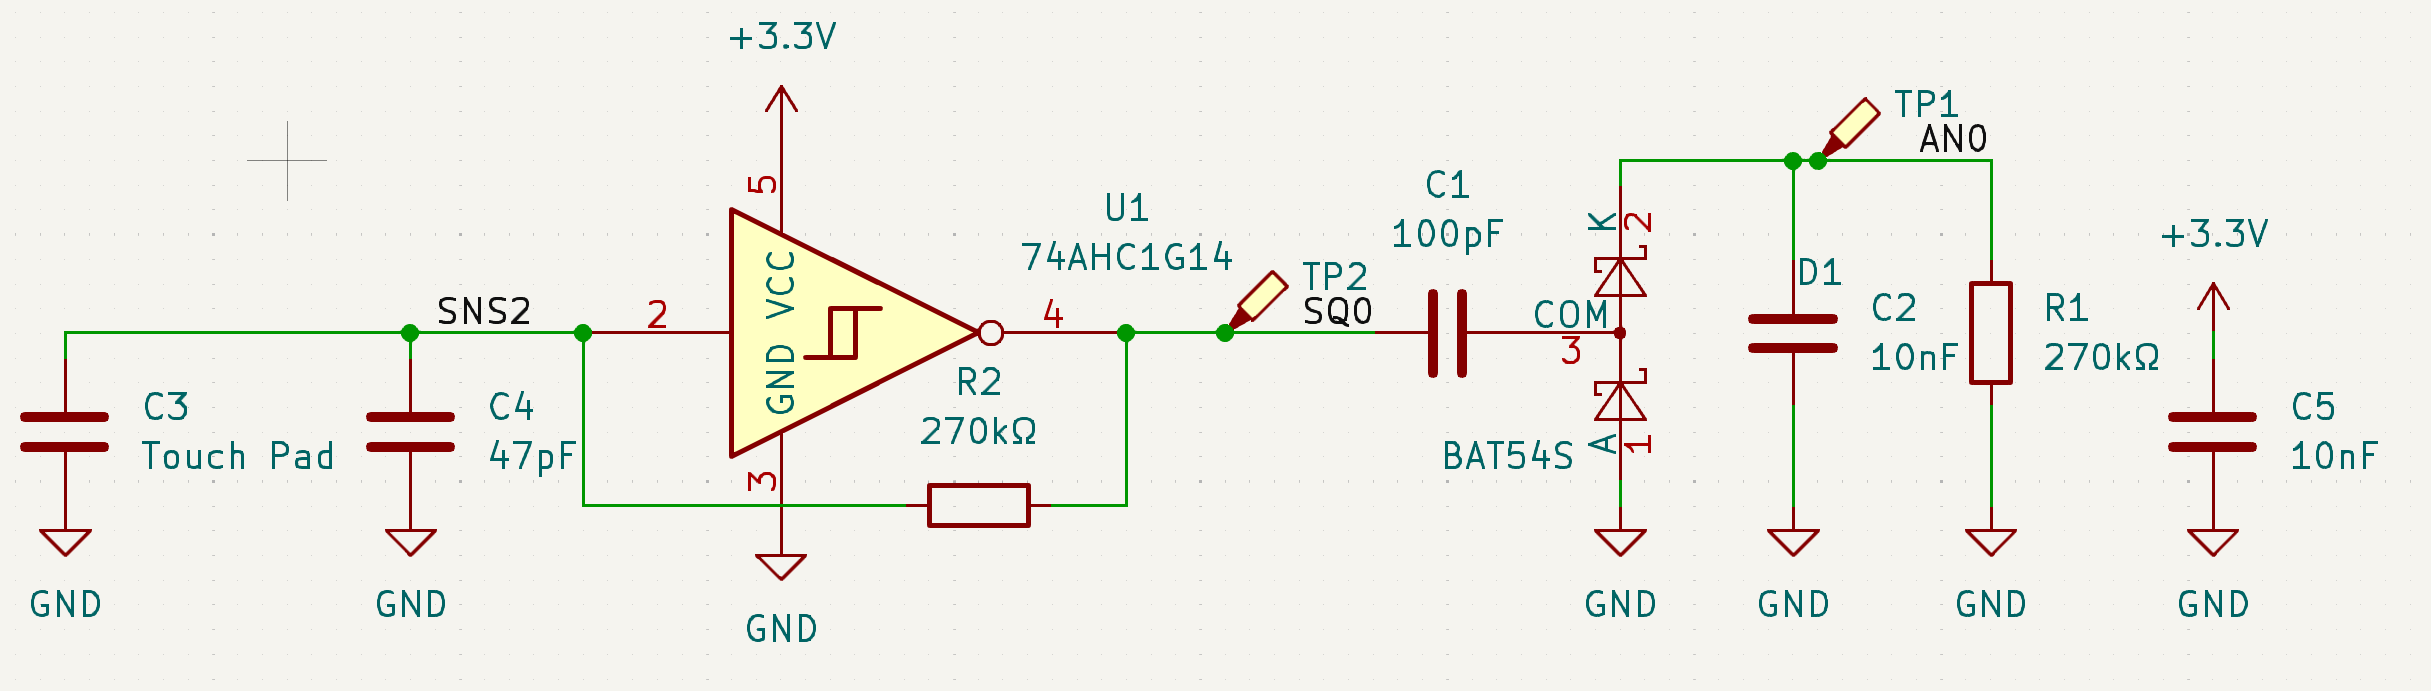 +3.3V
5
VCC
GND
3
SNS2
2
4
U1
74AHC1G14
R2
270kΩ
C3
Touch Pad
C4
47pF
GND
GND
GND
TP2
SQ0
C1
100pF
COM
3
K
2
A
1
BAT54S
D1
TP1
AN0
C2
10nF
R1
270kΩ
GND
GND
GND
+3.3V
C5
10nF
GND